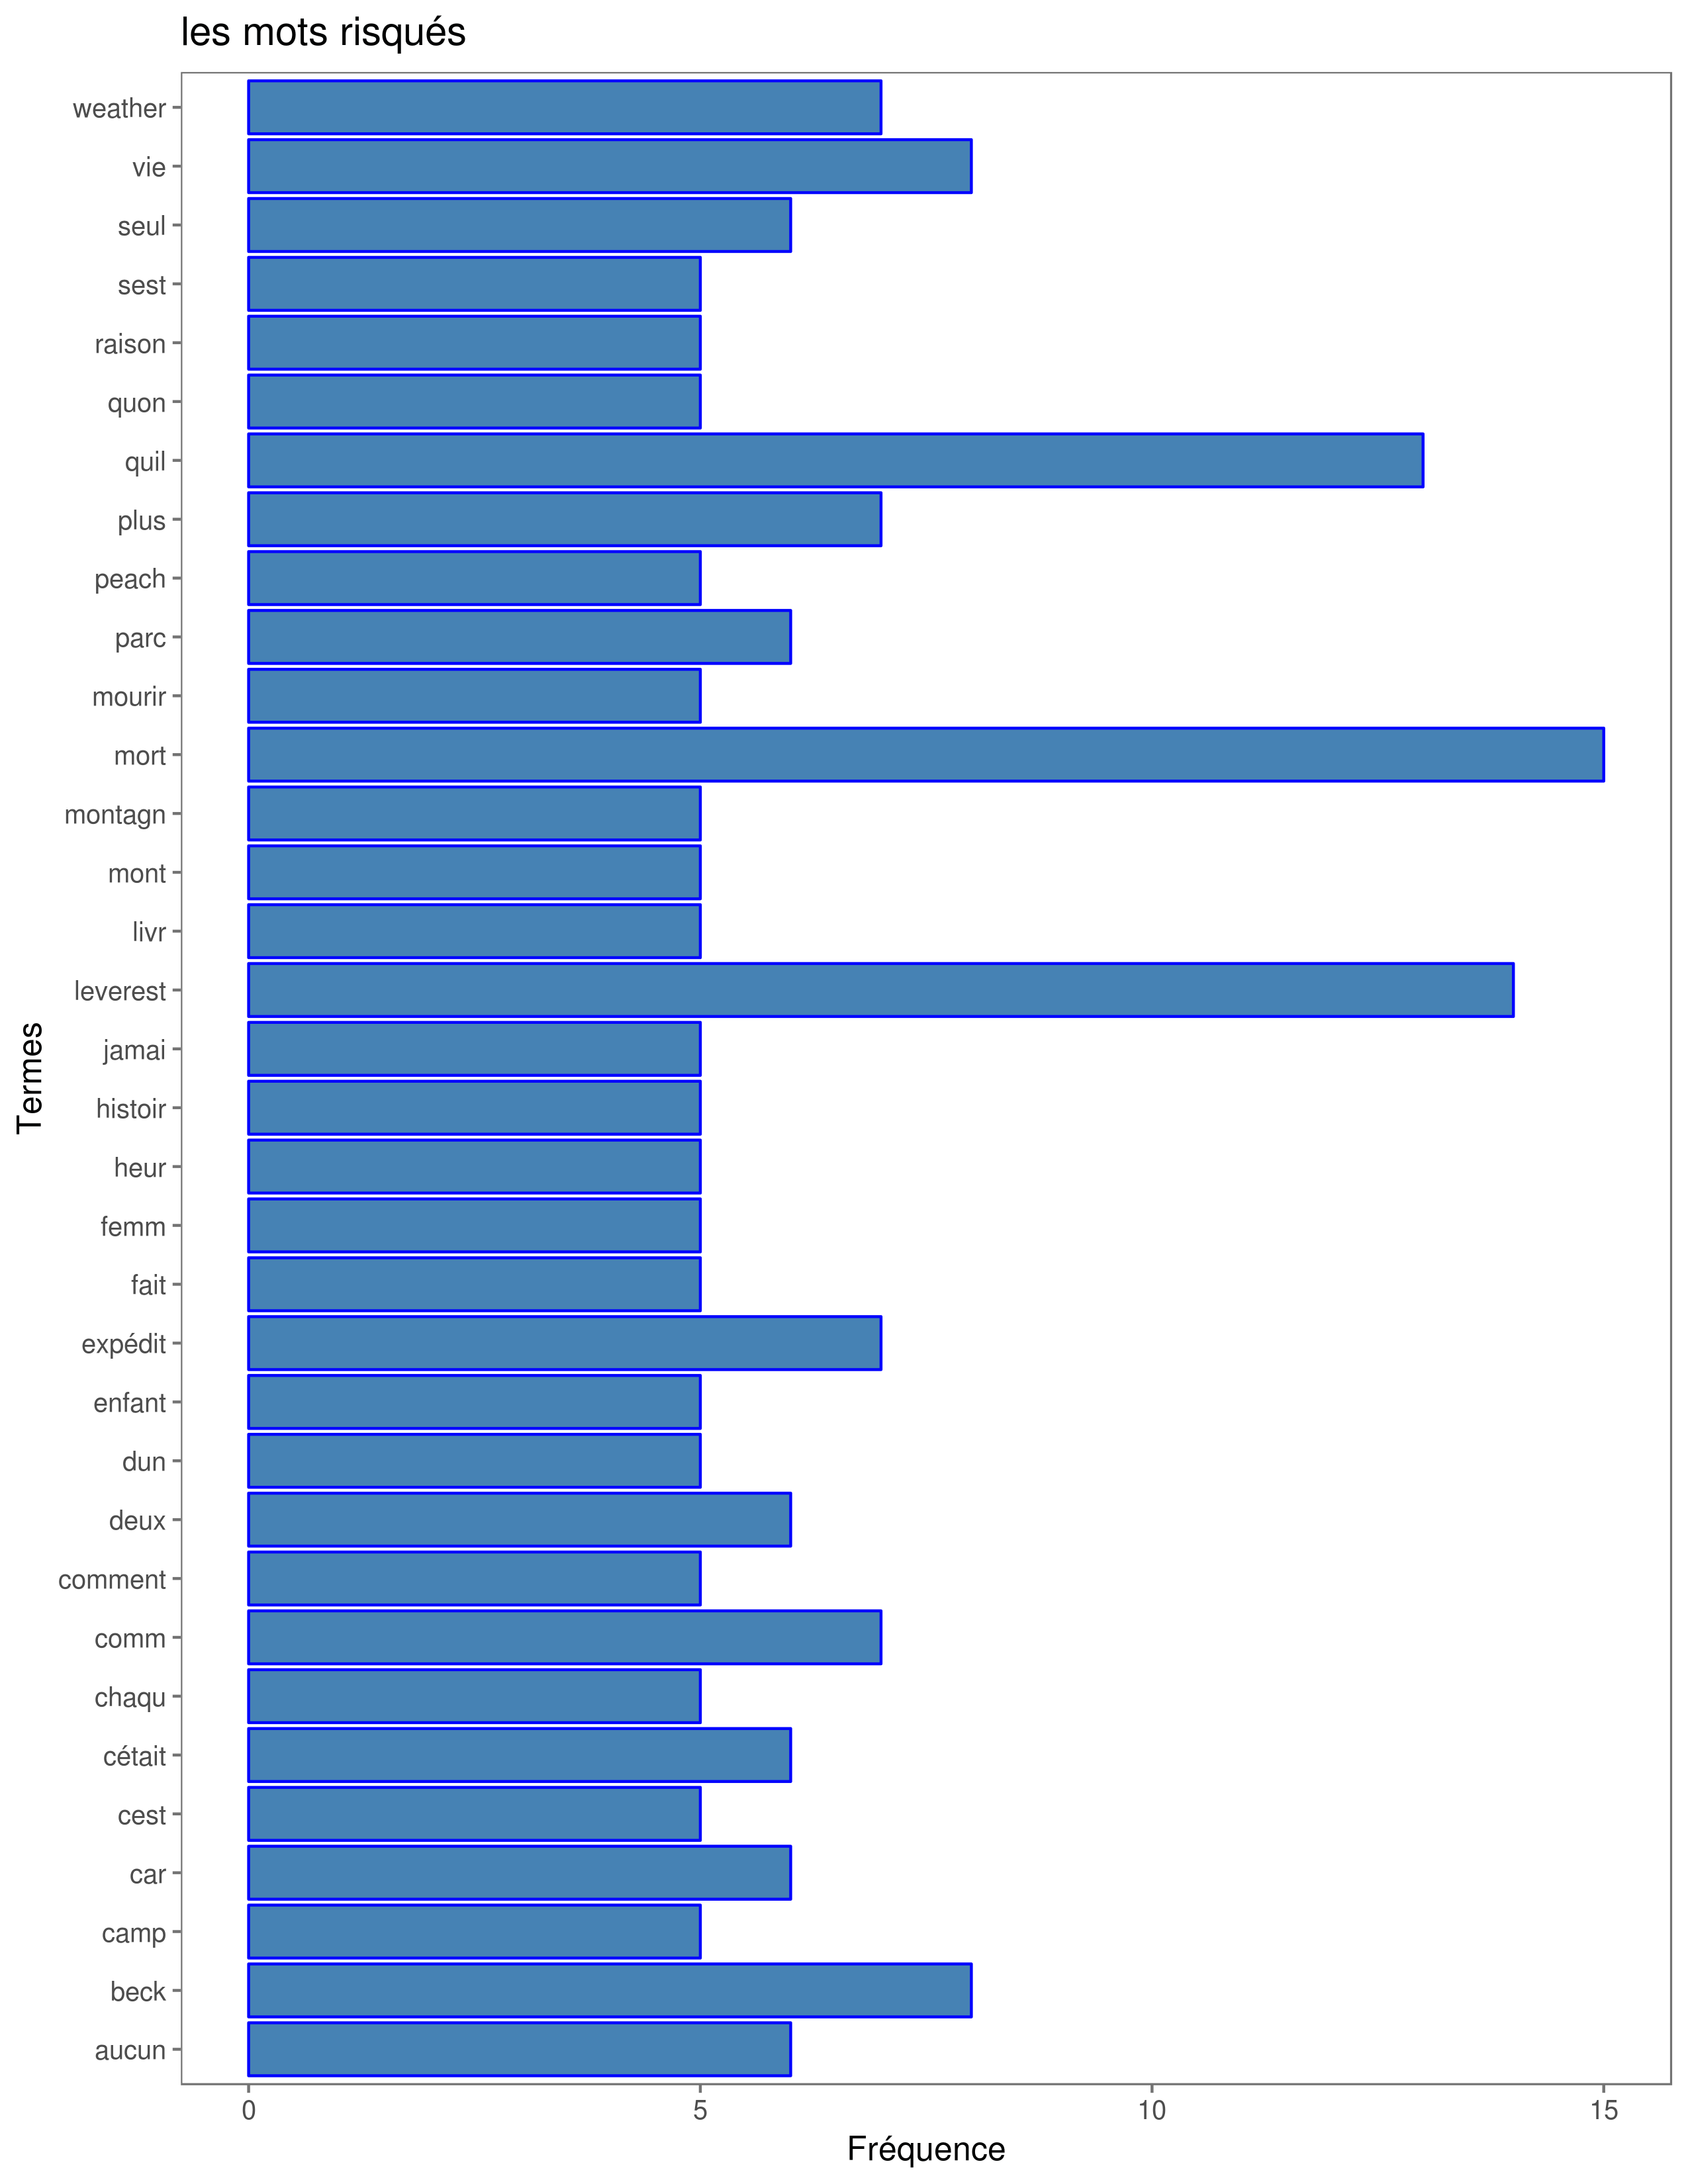 les mots risqués
weather
vie
seul
sest
raison
quon
quil
plus
peach
parc
mourir
mort
montagn
mont
livr
leverest
jamai
histoir
heur
femm
fait
expédit
enfant
dun
deux
comment
comm
chaqu
cétait
cest
car
camp
beck
aucun
Termes
0 5 10 15
Fréquence